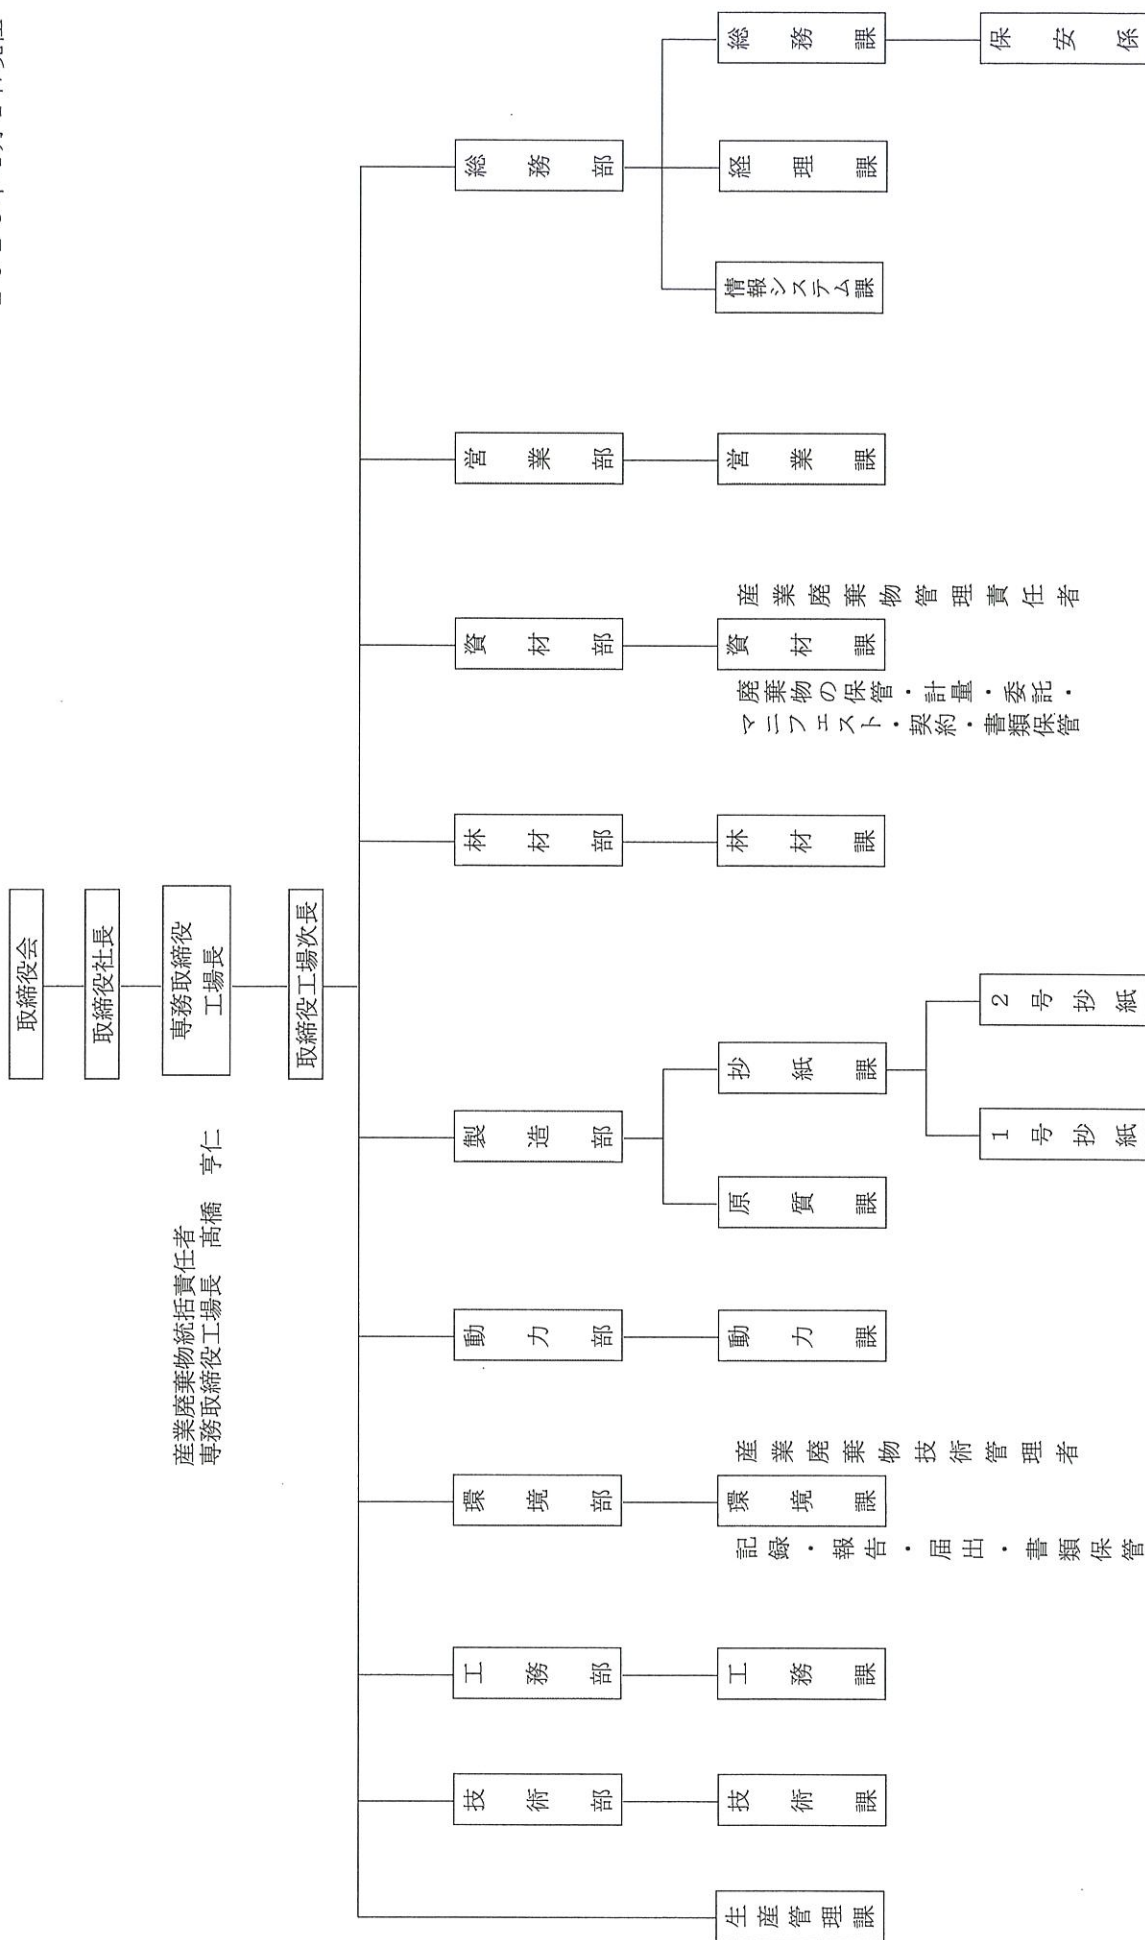 取締役会
取締役社長
専務取締役
工場長
取締役工場次長
産業廃棄物統括責任者
専務取締役工場長　髙橋　亨仁
生産管理課
技術部
技術課
工務部
工務課
環境部
産業廃棄物技術管理者
環境課
記録・報告・届出・書類保管
動力部
動力課
製造部
原質課
抄紙課
1号抄紙
2号抄紙
林材部
林材課
資材部
産業廃棄物管理責任者
資材課
廃棄物の保管・計量・委託・
マニフェスト・契約・書類保管
営業部
営業課
総務部
情報システム課
経理課
総務課
保安係